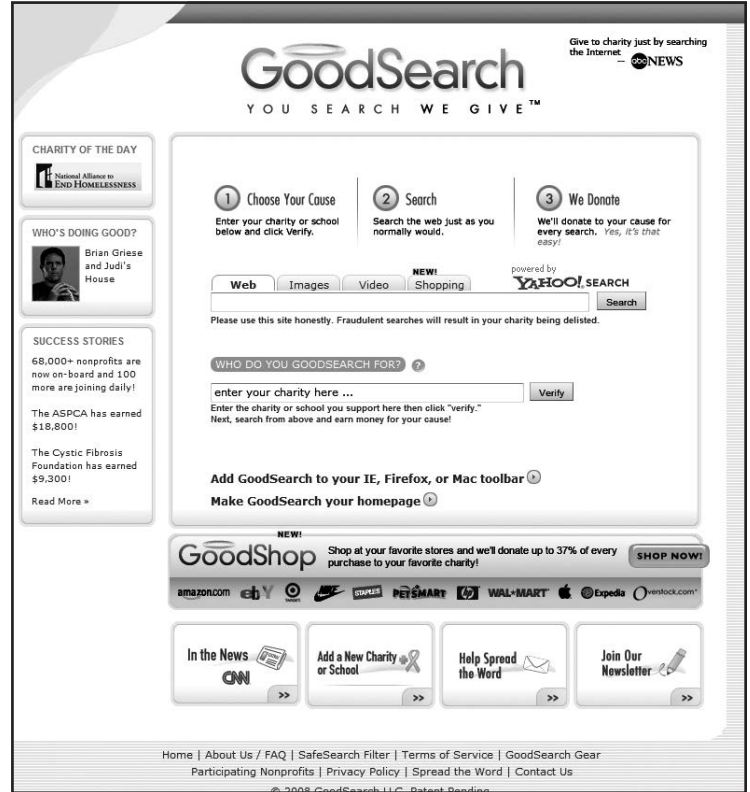 GoodSearch
YOU SEARCH WE GIVE™
Give to charity just by searching
the Internet
– abc NEWS
CHARITY OF THE DAY
National Alliance to
END HOMELESSNESS
WHO'S DOING GOOD?
Brian Griese
and Judi's
House
SUCCESS STORIES
68,000+ nonprofits are
now on-board and 100
more are joining daily!
The ASPCA has earned
$18,800!
The Cystic Fibrosis
Foundation has earned
$9,300!
Read More »
1 Choose Your Cause
Enter your charity or school
below and click Verify.
2 Search
Search the web just as you
normally would.
3 We Donate
We'll donate to your cause for
every search. Yes, it's that
easy!
NEW!
Web Images Video Shopping
powered by
YAHOO! SEARCH
Search
Please use this site honestly. Fraudulent searches will result in your charity being delisted.
WHO DO YOU GOODSEARCH FOR? ?
enter your charity here ... Verify
Enter the charity or school you support here then click "verify."
Next, search from above and earn money for your cause!
Add GoodSearch to your IE, Firefox, or Mac toolbar
Make GoodSearch your homepage
NEW!
GoodShop
Shop at your favorite stores and we'll donate up to 37% of every
purchase to your favorite charity!
SHOP NOW!
amazon.com ebY TARGET STAPLES PETSMART hp WAL★MART Expedia Overstock.com
In the News
CNN
>>
Add a New Charity
or School
>>
Help Spread
the Word
>>
Join Our
Newsletter
>>
Home | About Us / FAQ | SafeSearch Filter | Terms of Service | GoodSearch Gear
Participating Nonprofits | Privacy Policy | Spread the Word | Contact Us
© 2008 GoodSearch LLC. Patent Pending.